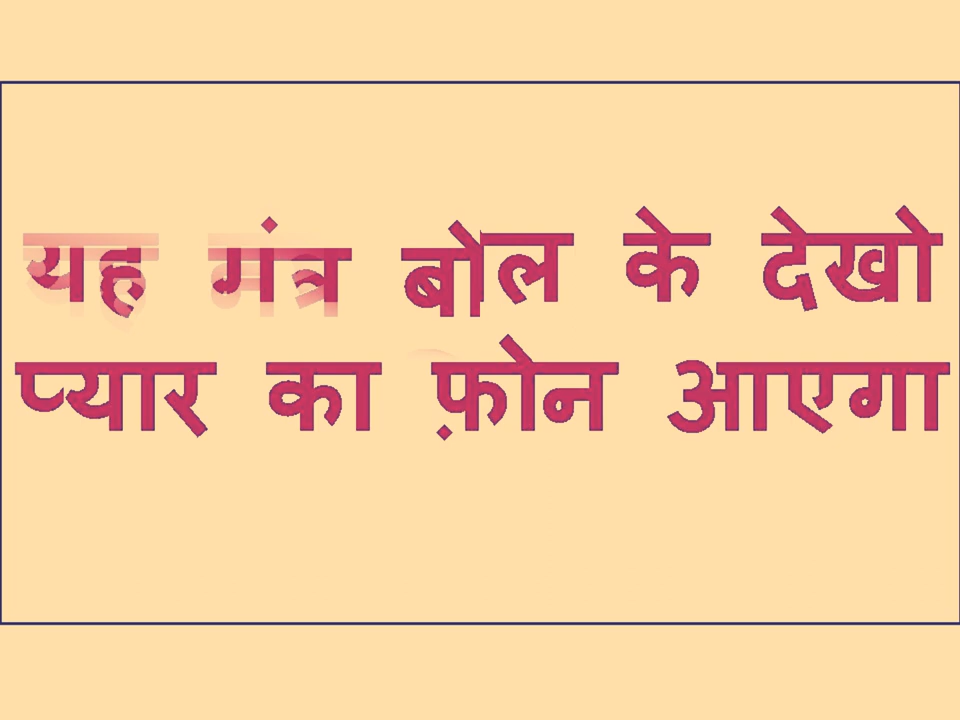 यह मंत्र बोल के देखो
प्यार का फ़ोन आएगा